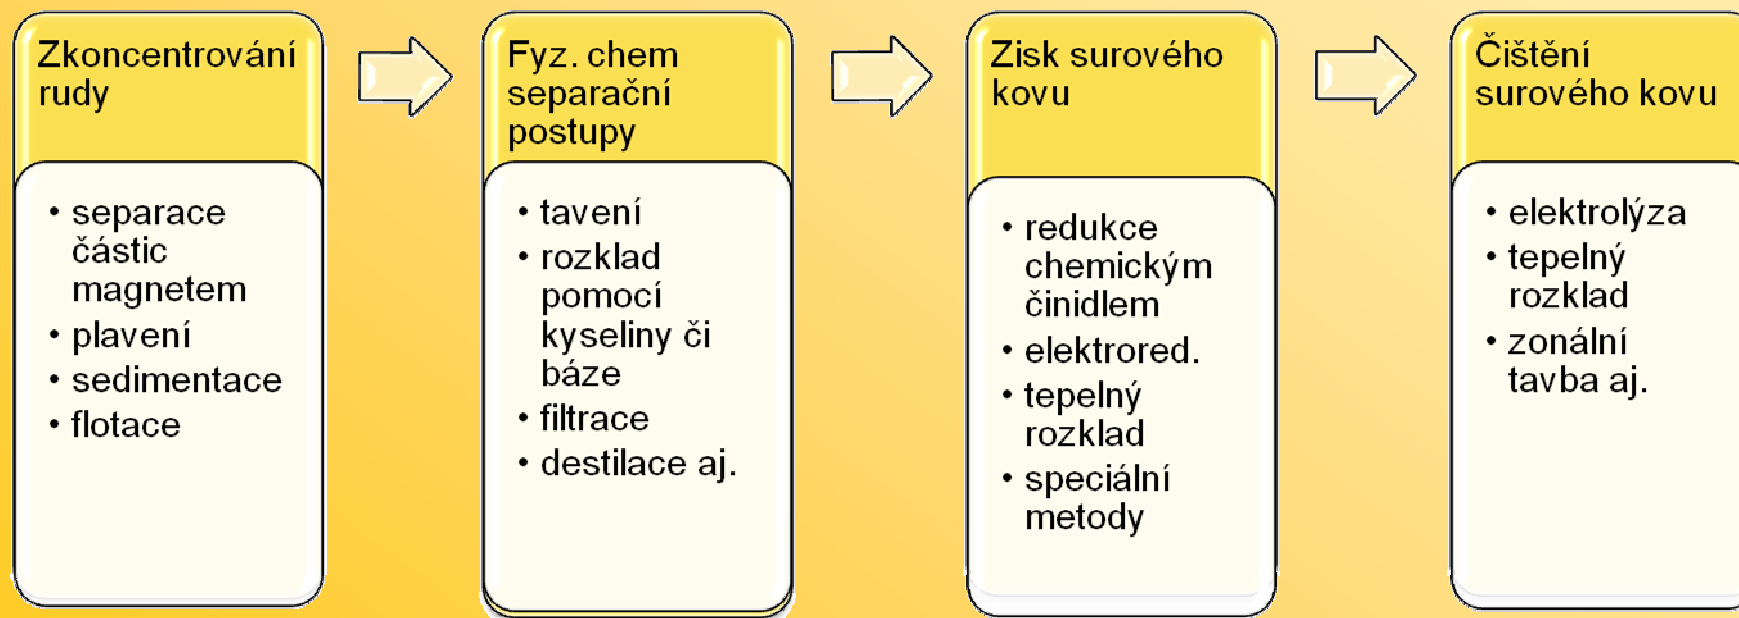 Zkoncentrování
rudy
• separace
částic
magnetem
• plavení
• sedimentace
• flotace
Fyz. chem
separační
postupy
• tavení
• rozklad
pomocí
kyseliny či
báze
• filtrace
• destilace aj.
Zisk surového
kovu
• redukce
chemickým
činidlem
• elektrored.
• tepelný
rozklad
• speciální
metody
Čištění
surového kovu
• elektrolýza
• tepelný
rozklad
• zonální
tavba aj.